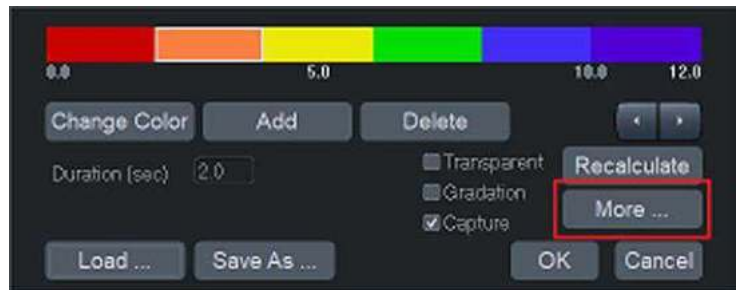 0.0 5.0 10.0 12.0
Change Color Add Delete
Duration (sec) 2.0 Transparent Recalculate
Gradation More ...
Capture
Load ... Save As ... OK Cancel